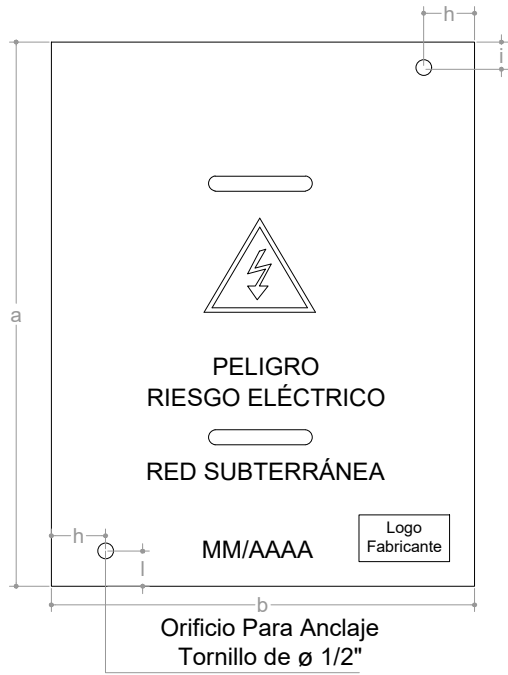 h
i
a
PELIGRO
RIESGO ELÉCTRICO
RED SUBTERRÁNEA
h
l
MM/AAAA
Logo
Fabricante
b
Orificio Para Anclaje
Tornillo de ø 1/2"